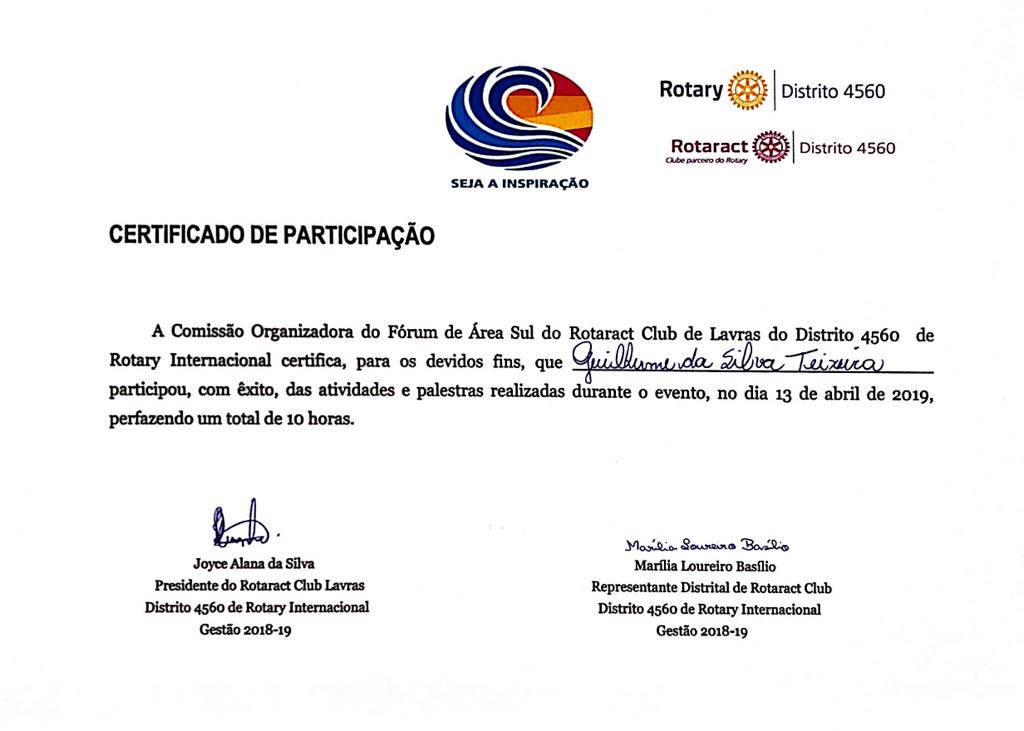 Rotary Distrito 4560
Rotaract Distrito 4560
Clube parceiro do Rotary
SEJA A INSPIRAÇÃO
CERTIFICADO DE PARTICIPAÇÃO
A Comissão Organizadora do Fórum de Área Sul do Rotaract Club de Lavras do Distrito 4560 de
Rotary Internacional certifica, para os devidos fins, que Guilherme da Silva Teixeira
participou, com êxito, das atividades e palestras realizadas durante o evento, no dia 13 de abril de 2019,
perfazendo um total de 10 horas.
Joyce Alana da Silva
Presidente do Rotaract Club Lavras
Distrito 4560 de Rotary Internacional
Gestão 2018-19
Marília Loureiro Basílio
Marília Loureiro Basílio
Representante Distrital de Rotaract Club
Distrito 4560 de Rotary Internacional
Gestão 2018-19